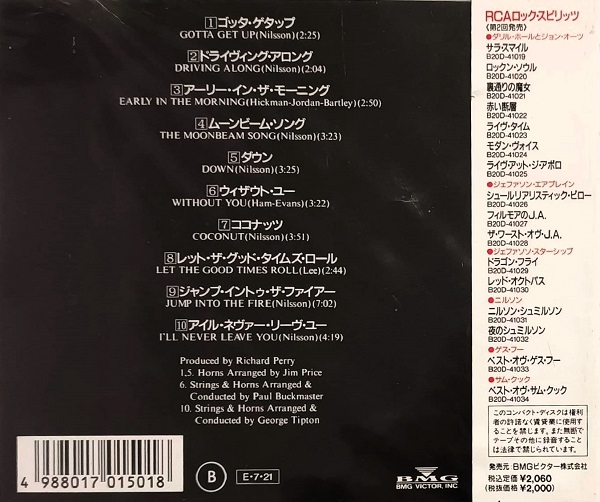 1 ゴッタ・ゲタップ
GOTTA GET UP(Nilsson)(2:25)
2 ドライヴィング・アロング
DRIVING ALONG(Nilsson)(2:04)
3 アーリー・イン・ザ・モーニング
EARLY IN THE MORNING(Hickman-Jordan-Bartley)(2:50)
4 ムーンビーム・ソング
THE MOONBEAM SONG(Nilsson)(3:23)
5 ダウン
DOWN(Nilsson)(3:25)
6 ウィザウト・ユー
WITHOUT YOU(Ham-Evans)(3:22)
7 ココナッツ
COCONUT(Nilsson)(3:51)
8 レット・ザ・グッド・タイムズ・ロール
LET THE GOOD TIMES ROLL(Lee)(2:44)
9 ジャンプ・イントゥ・ザ・ファイアー
JUMP INTO THE FIRE(Nilsson)(7:02)
10 アイル・ネヴァー・リーヴ・ユー
I'LL NEVER LEAVE YOU(Nilsson)(4:19)
Produced by Richard Perry
1,5. Horns Arranged by Jim Price
6. Strings & Horns Arranged &
Conducted by Paul Buckmaster
10. Strings & Horns Arranged &
Conducted by George Tipton
4 988017 015018
B
E・7・21
BMG
BMG VICTOR, INC
RCAロック・スピリッツ
《第2回発売》
●ダリル・ホールとジョン・オーツ
サラ・スマイル
B20D-41019
ロックン・ソウル
B20D-41020
裏通りの魔女
B20D-41021
赤い断層
B20D-41022
ライヴ・タイム
B20D-41023
モダン・ヴォイス
B20D-41024
ライヴ・アット・ジ・アポロ
B20D-41025
●ジェファソン・エアプレイン
シュールリアリスティック・ピロー
B20D-41026
フィルモアのJ.A.
B20D-41027
ザ・ワースト・オヴ・J.A.
B20D-41028
●ジェファソン・スターシップ
ドラゴン・フライ
B20D-41029
レッド・オクトパス
B20D-41030
●ニルソン
ニルソン・シュミルソン
B20D-41031
夜のシュミルソン
B20D-41032
●ゲス・フー
ベスト・オヴ・ゲス・フー
B20D-41033
●サム・クック
ベスト・オヴ・サム・クック
B20D-41034
このコンパクト・ディスクは権利
者の許諾なく賃貸業に使用す
ることを禁じます。また無断で
テープその他に録音すること
は法律で禁じられています。
発売元:BMGビクター株式会社
(税込定価)¥2,060
(税抜価格)¥2,000